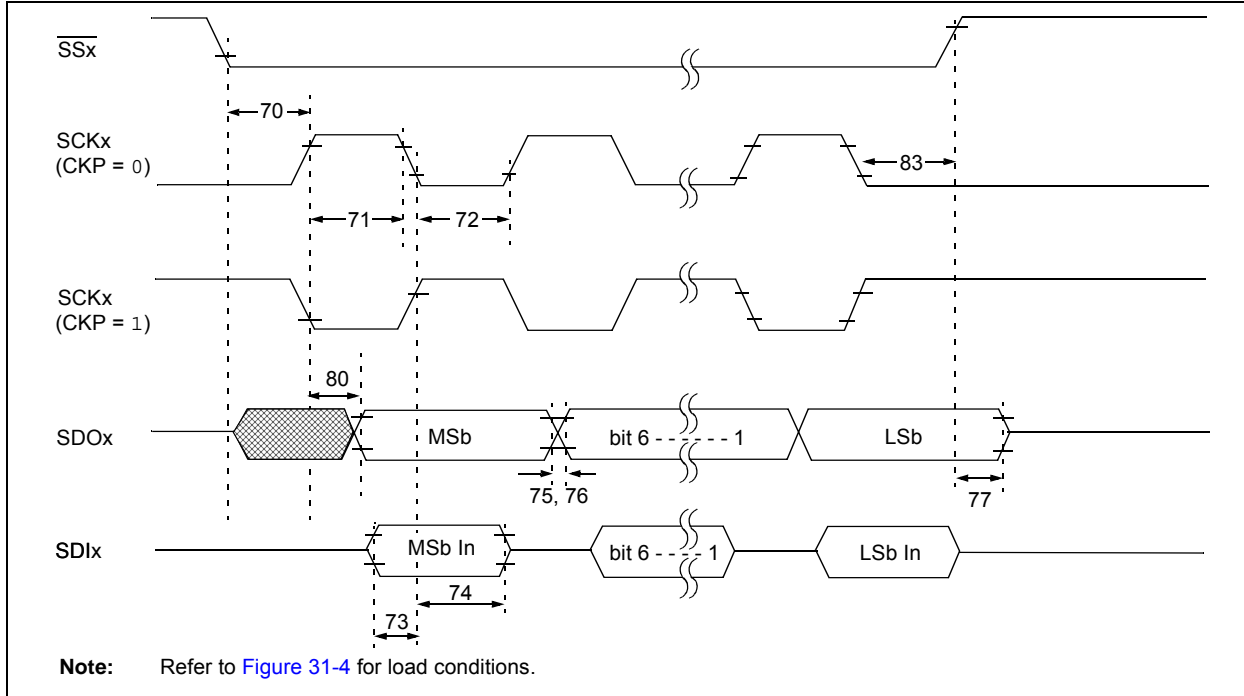 SSx
70
SCKx
(CKP = 0)
83
71
72
SCKx
(CKP = 1)
80
SDOx
MSb
bit 6 - - - - - - 1
LSb
75, 76
77
SDIx
MSb In
bit 6 - - - - 1
LSb In
74
73
Note: Refer to Figure 31-4 for load conditions.